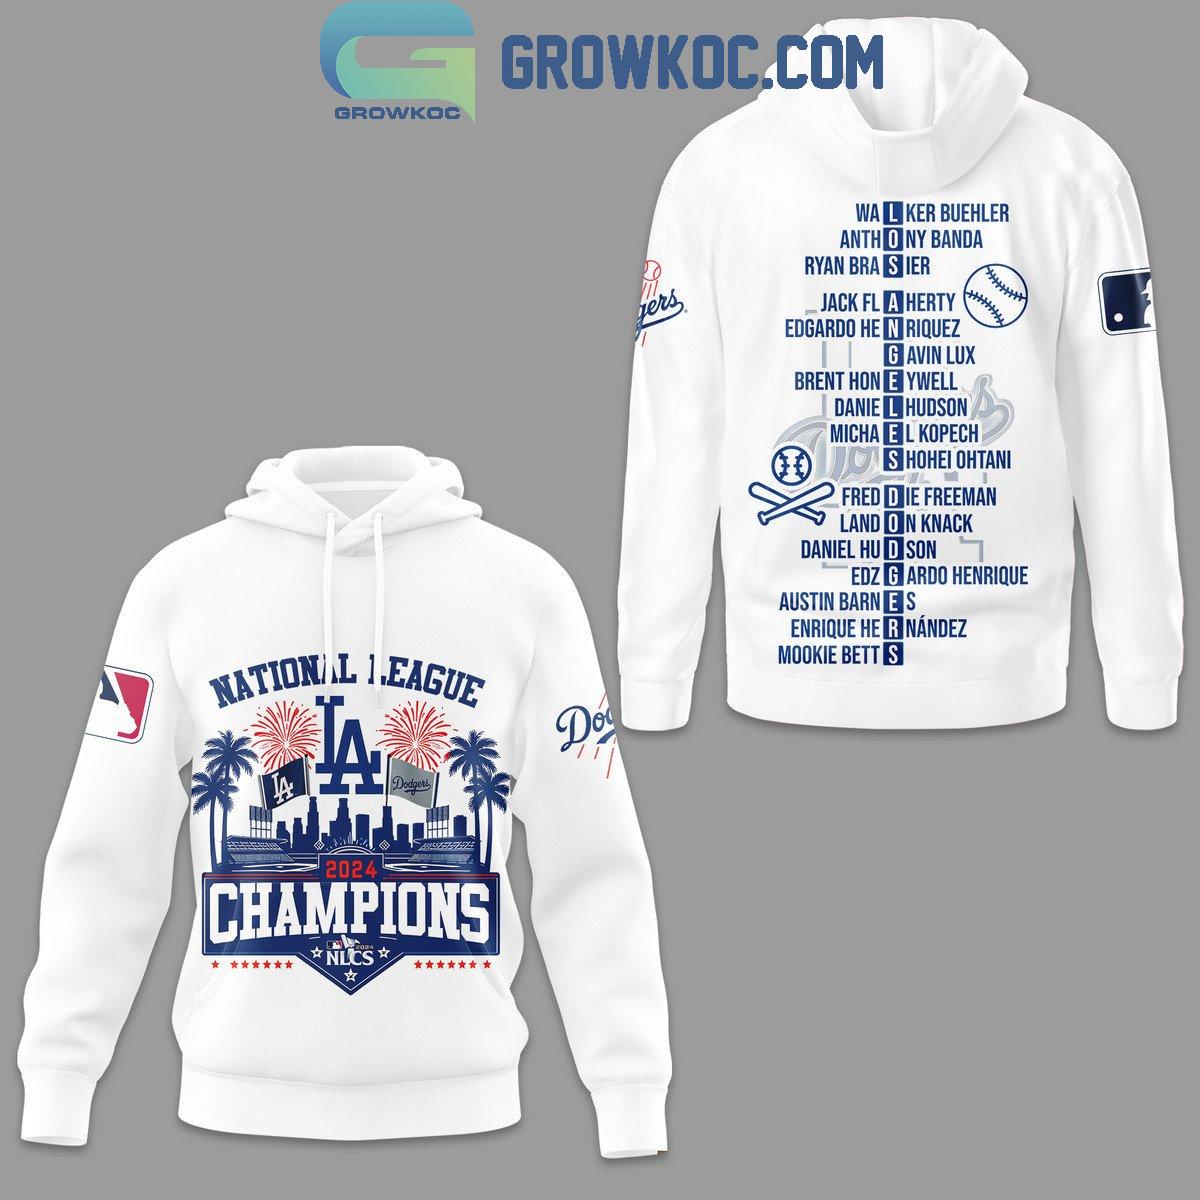 GROWKOC
GROWKOC.COM
WALKER BUEHLER
ANTHONY BANDA
RYAN BRASIER
JACK FLAHERTY
EDGARDO HENRIQUEZ
GAVIN LUX
BRENT HONEYWELL
DANIEL HUDSON
MICHAEL KOPECH
SHOHEI OHTANI
FREDDIE FREEMAN
LANDON KNACK
DANIEL HUDSON
EDZGARDO HENRIQUE
AUSTIN BARNES
ENRIQUE HERNÁNDEZ
MOOKIE BETTS
gers
NATIONAL LEAGUE
LA
LA
Dodgers
2024
CHAMPIONS
2024
NLCS
Dod